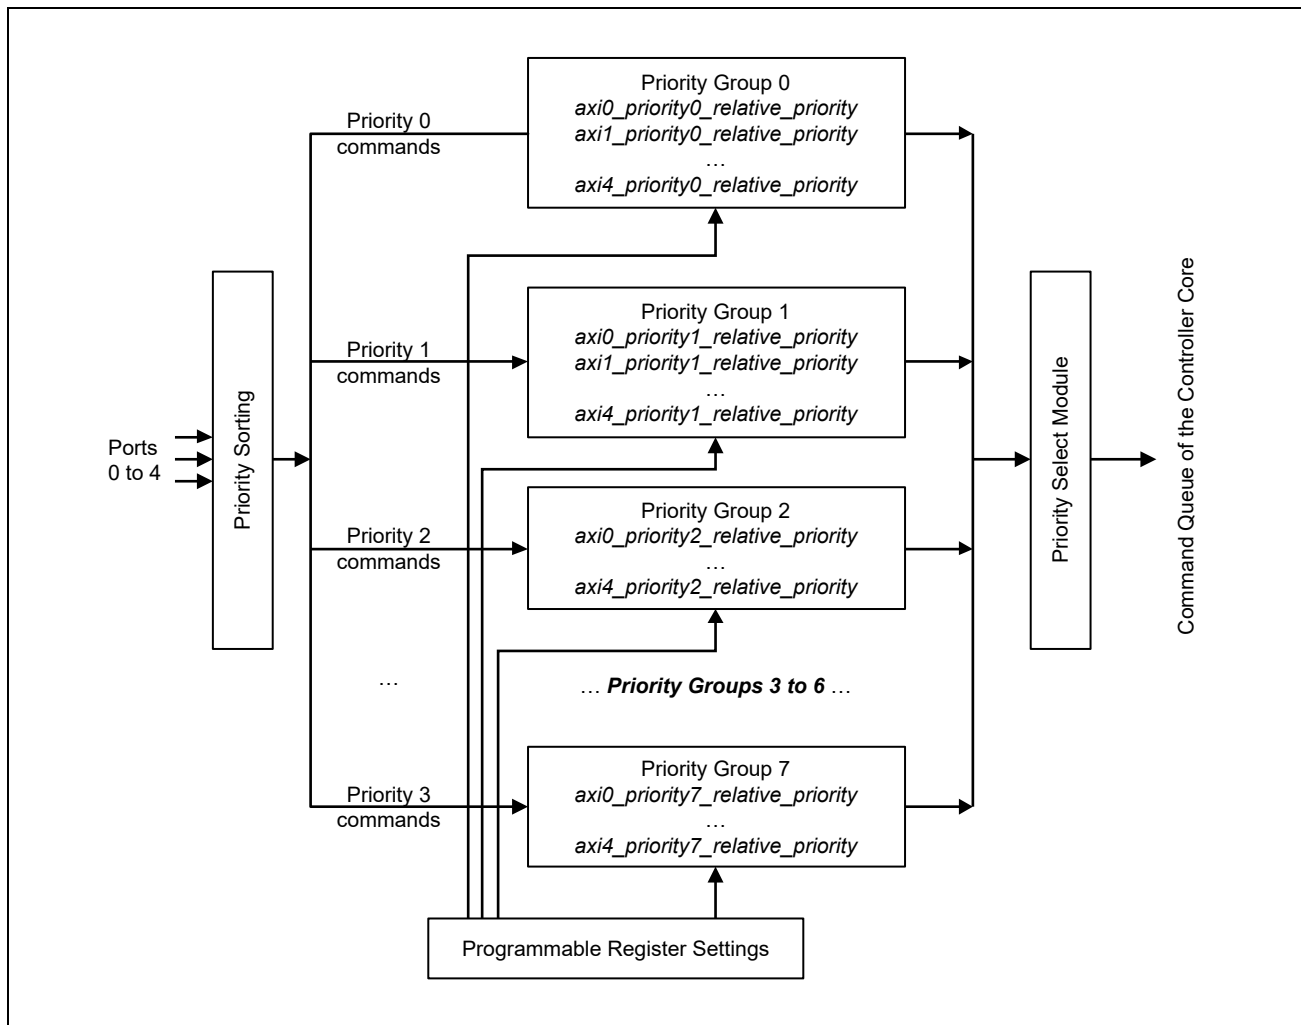 Priority Group 0
axi0_priority0_relative_priority
axi1_priority0_relative_priority
…
axi4_priority0_relative_priority
Priority 0
commands
Priority Group 1
axi0_priority1_relative_priority
axi1_priority1_relative_priority
…
axi4_priority1_relative_priority
Priority 1
commands
Ports
0 to 4
Priority Sorting
Priority Group 2
axi0_priority2_relative_priority
…
axi4_priority2_relative_priority
Priority 2
commands
Priority Select Module
Command Queue of the Controller Core
…
… Priority Groups 3 to 6 …
Priority Group 7
axi0_priority7_relative_priority
…
axi4_priority7_relative_priority
Priority 3
commands
Programmable Register Settings